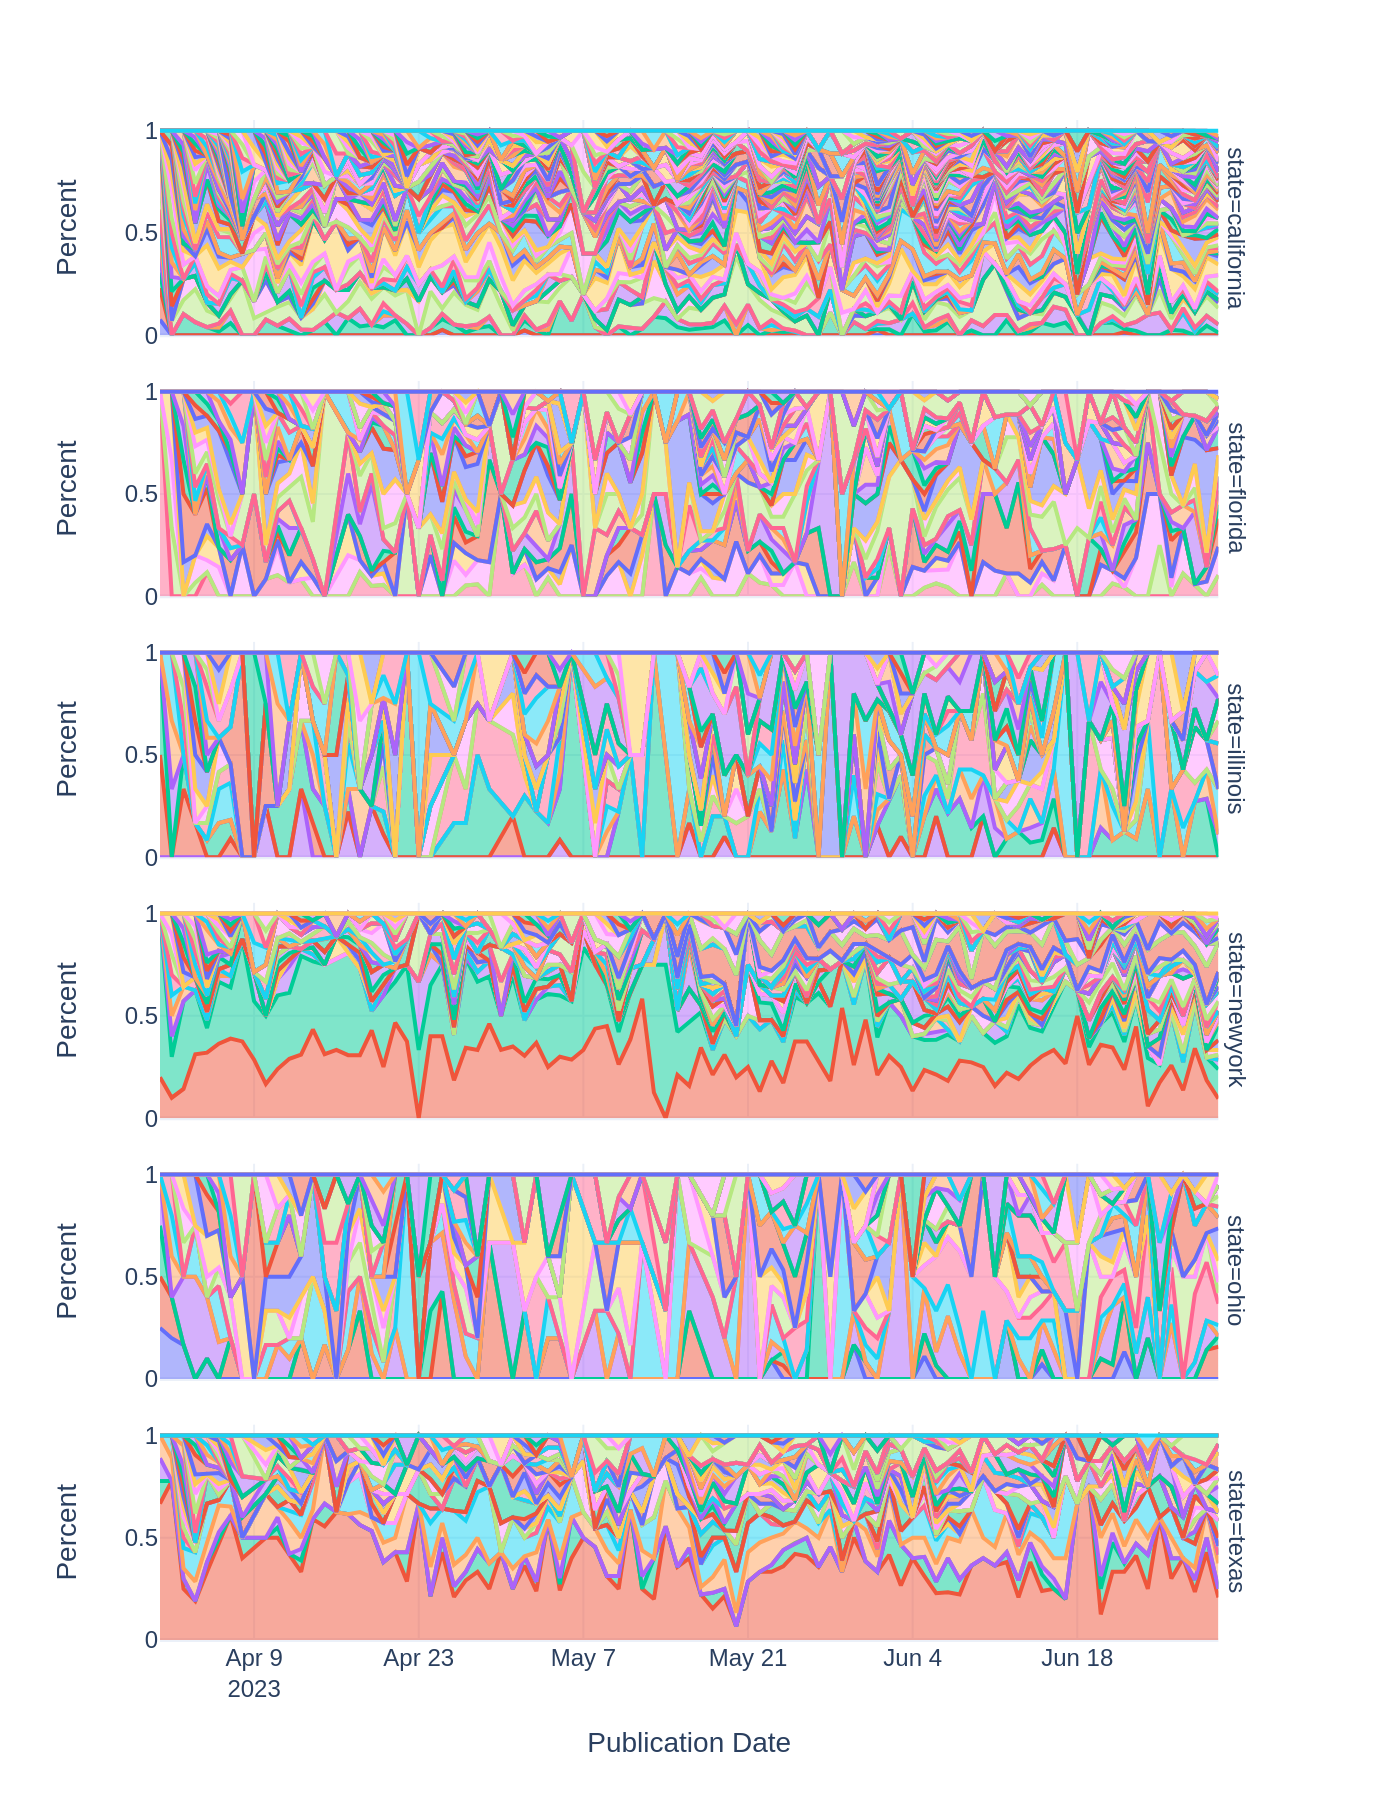 1
0.5
0
Percent
state=california
1
0.5
0
Percent
state=florida
1
0.5
0
Percent
state=illinois
1
0.5
0
Percent
state=newyork
1
0.5
0
Percent
state=ohio
1
0.5
0
Percent
state=texas
Apr 9
2023
Apr 23
May 7
May 21
Jun 4
Jun 18
Publication Date